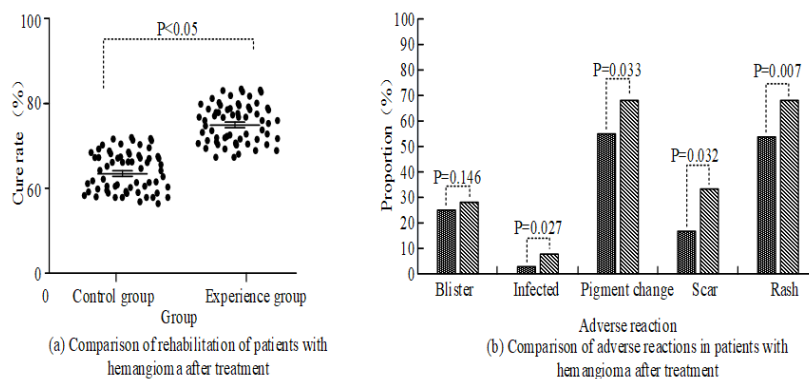 P<0.05
100
80
60
0
Cure rate （%）
0
Control group
Experience group
Group
(a) Comparison of rehabilitation of patients with
hemangioma after treatment
100
90
80
70
60
50
40
30
20
10
0
Proportion (%)
P=0.146
P=0.027
P=0.033
P=0.032
P=0.007
Blister
Infected
Pigment change
Scar
Rash
Adverse reaction
(b) Comparison of adverse reactions in patients with
hemangioma after treatment